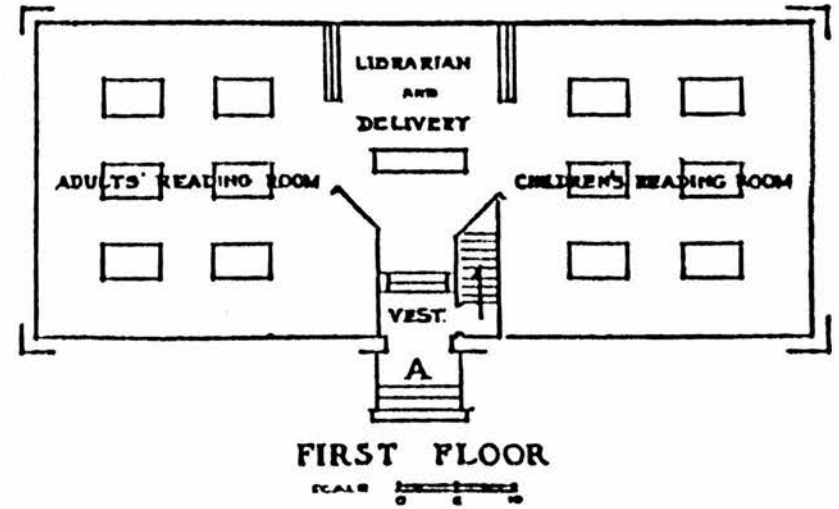 LIBRARIAN
AND
DELIVERY
ADULTS' READING ROOM
CHILDREN'S READING ROOM
VEST.
A
FIRST FLOOR
SCALE
0 5 10